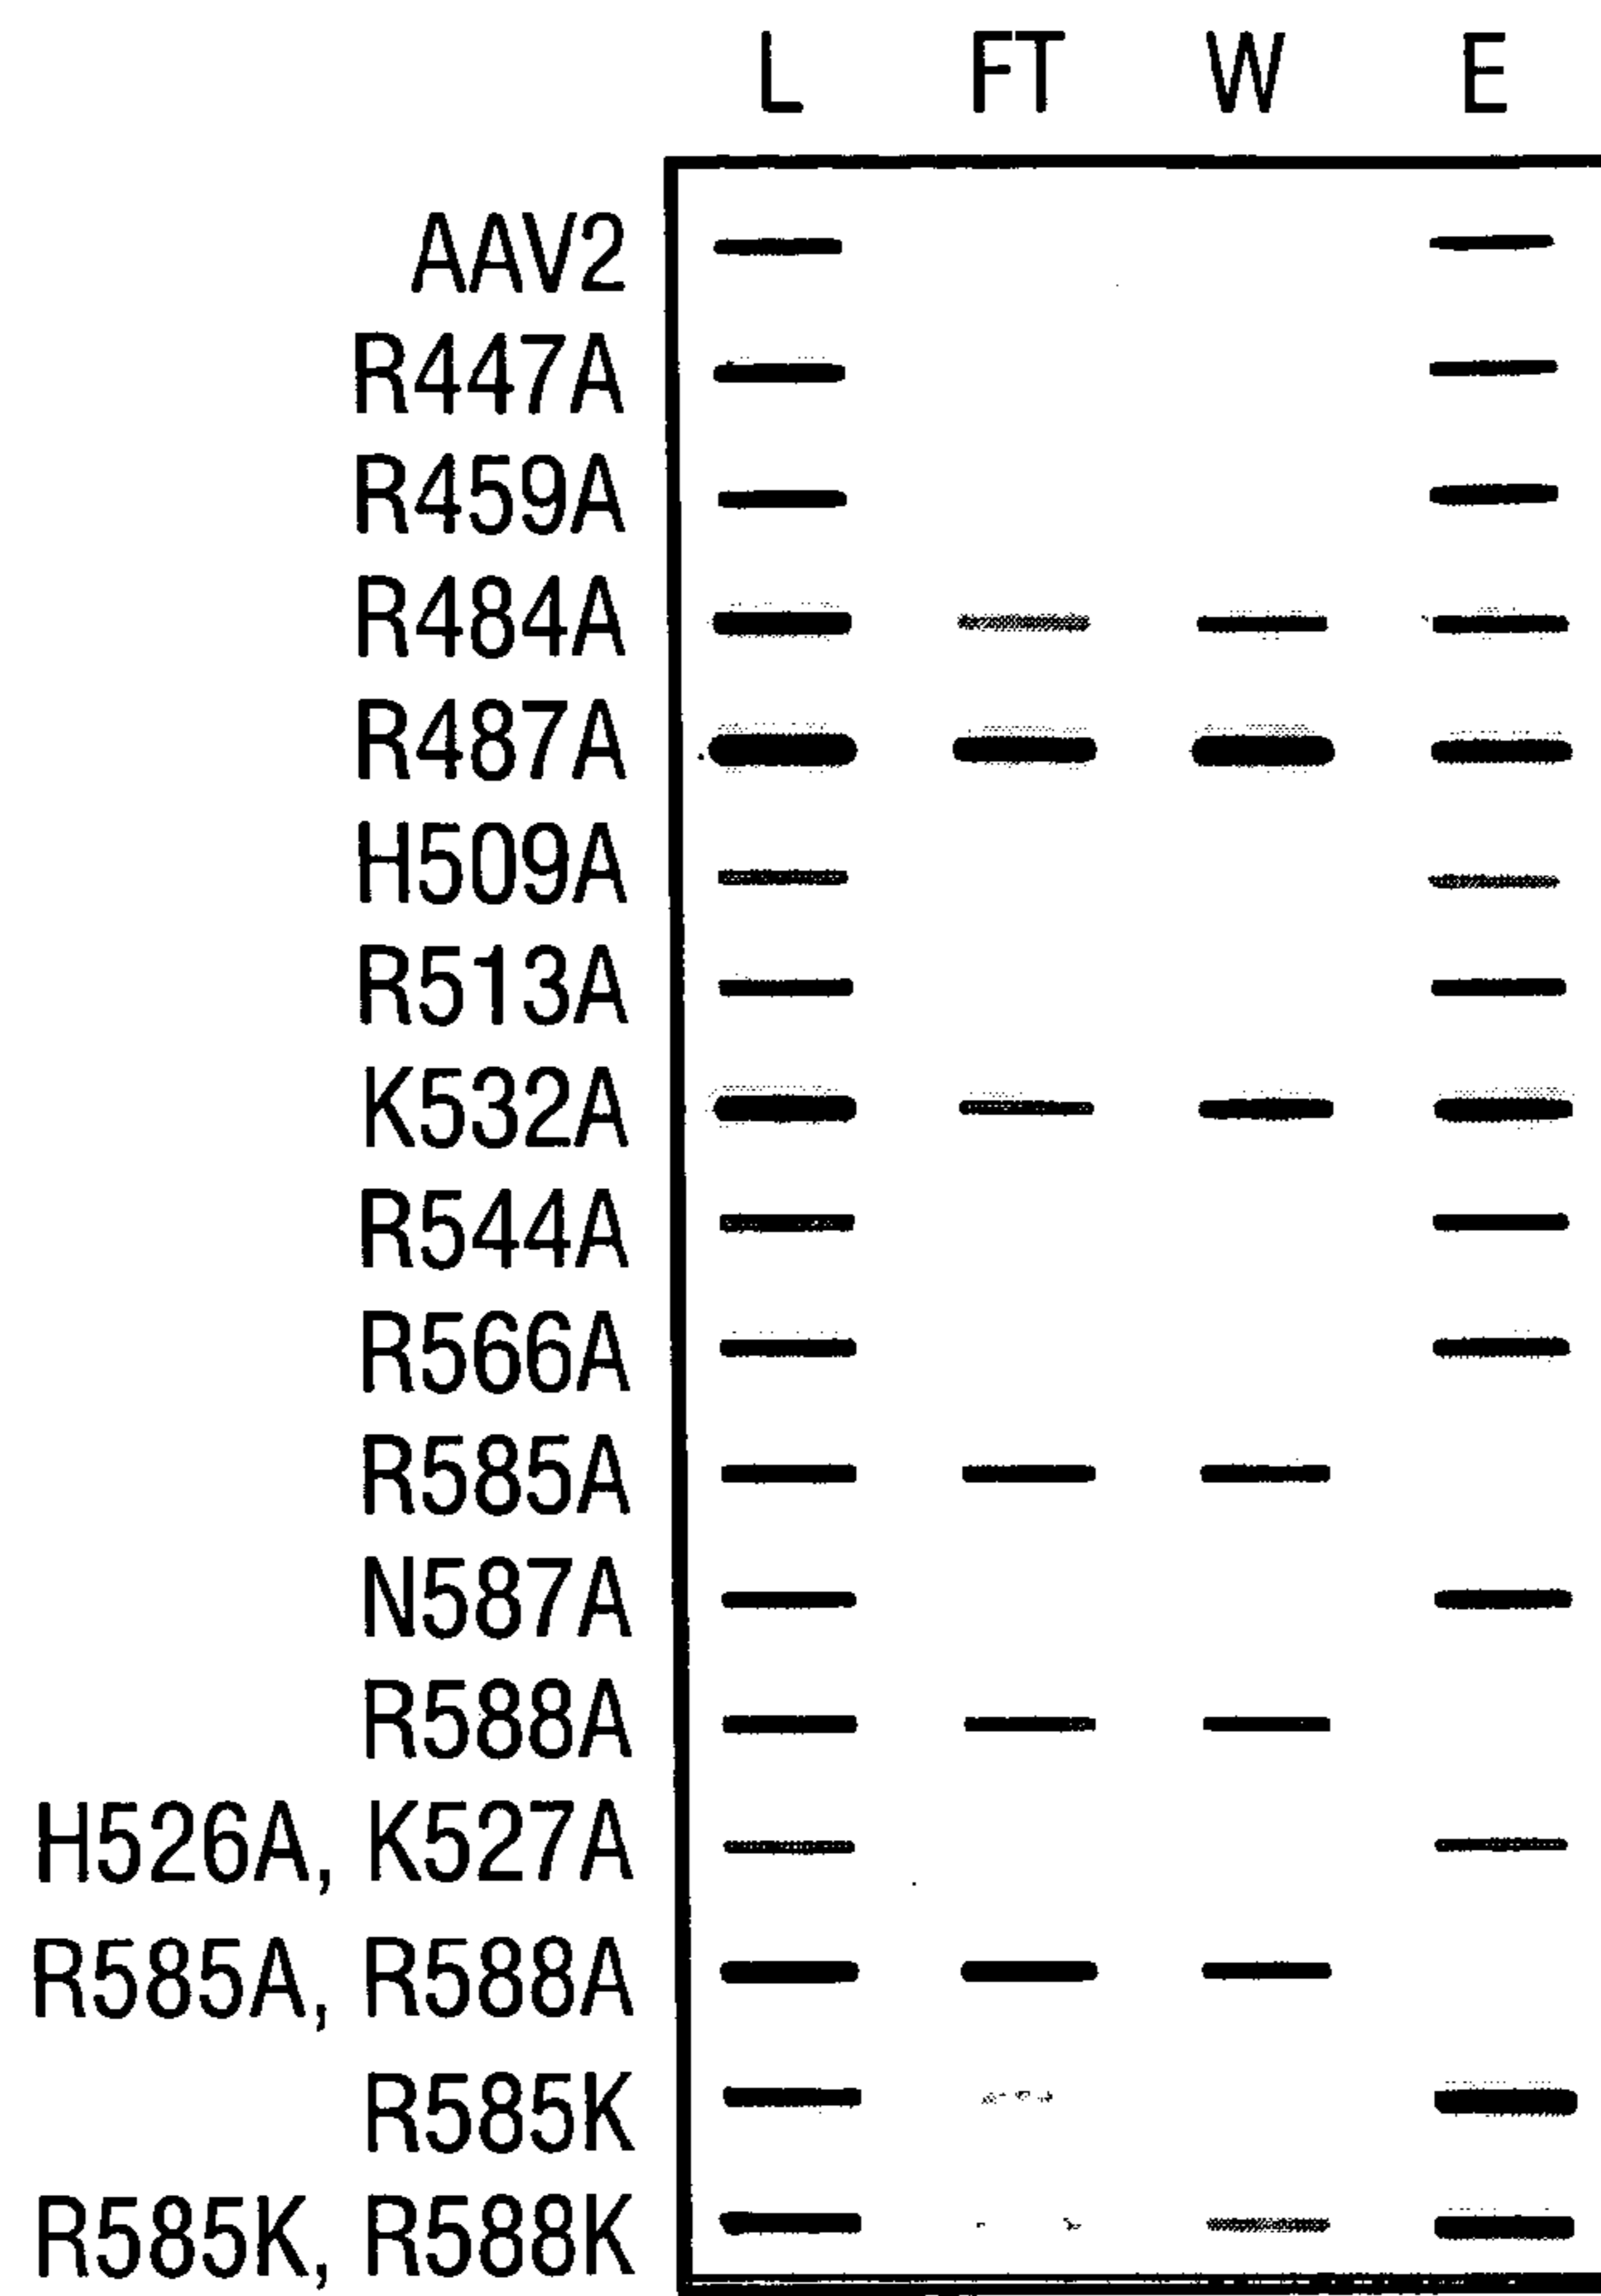 L FT W E
AAV2
R447A
R459A
R484A
R487A
H509A
R513A
K532A
R544A
R566A
R585A
N587A
R588A
H526A, K527A
R585A, R588A
R585K
R585K, R588K